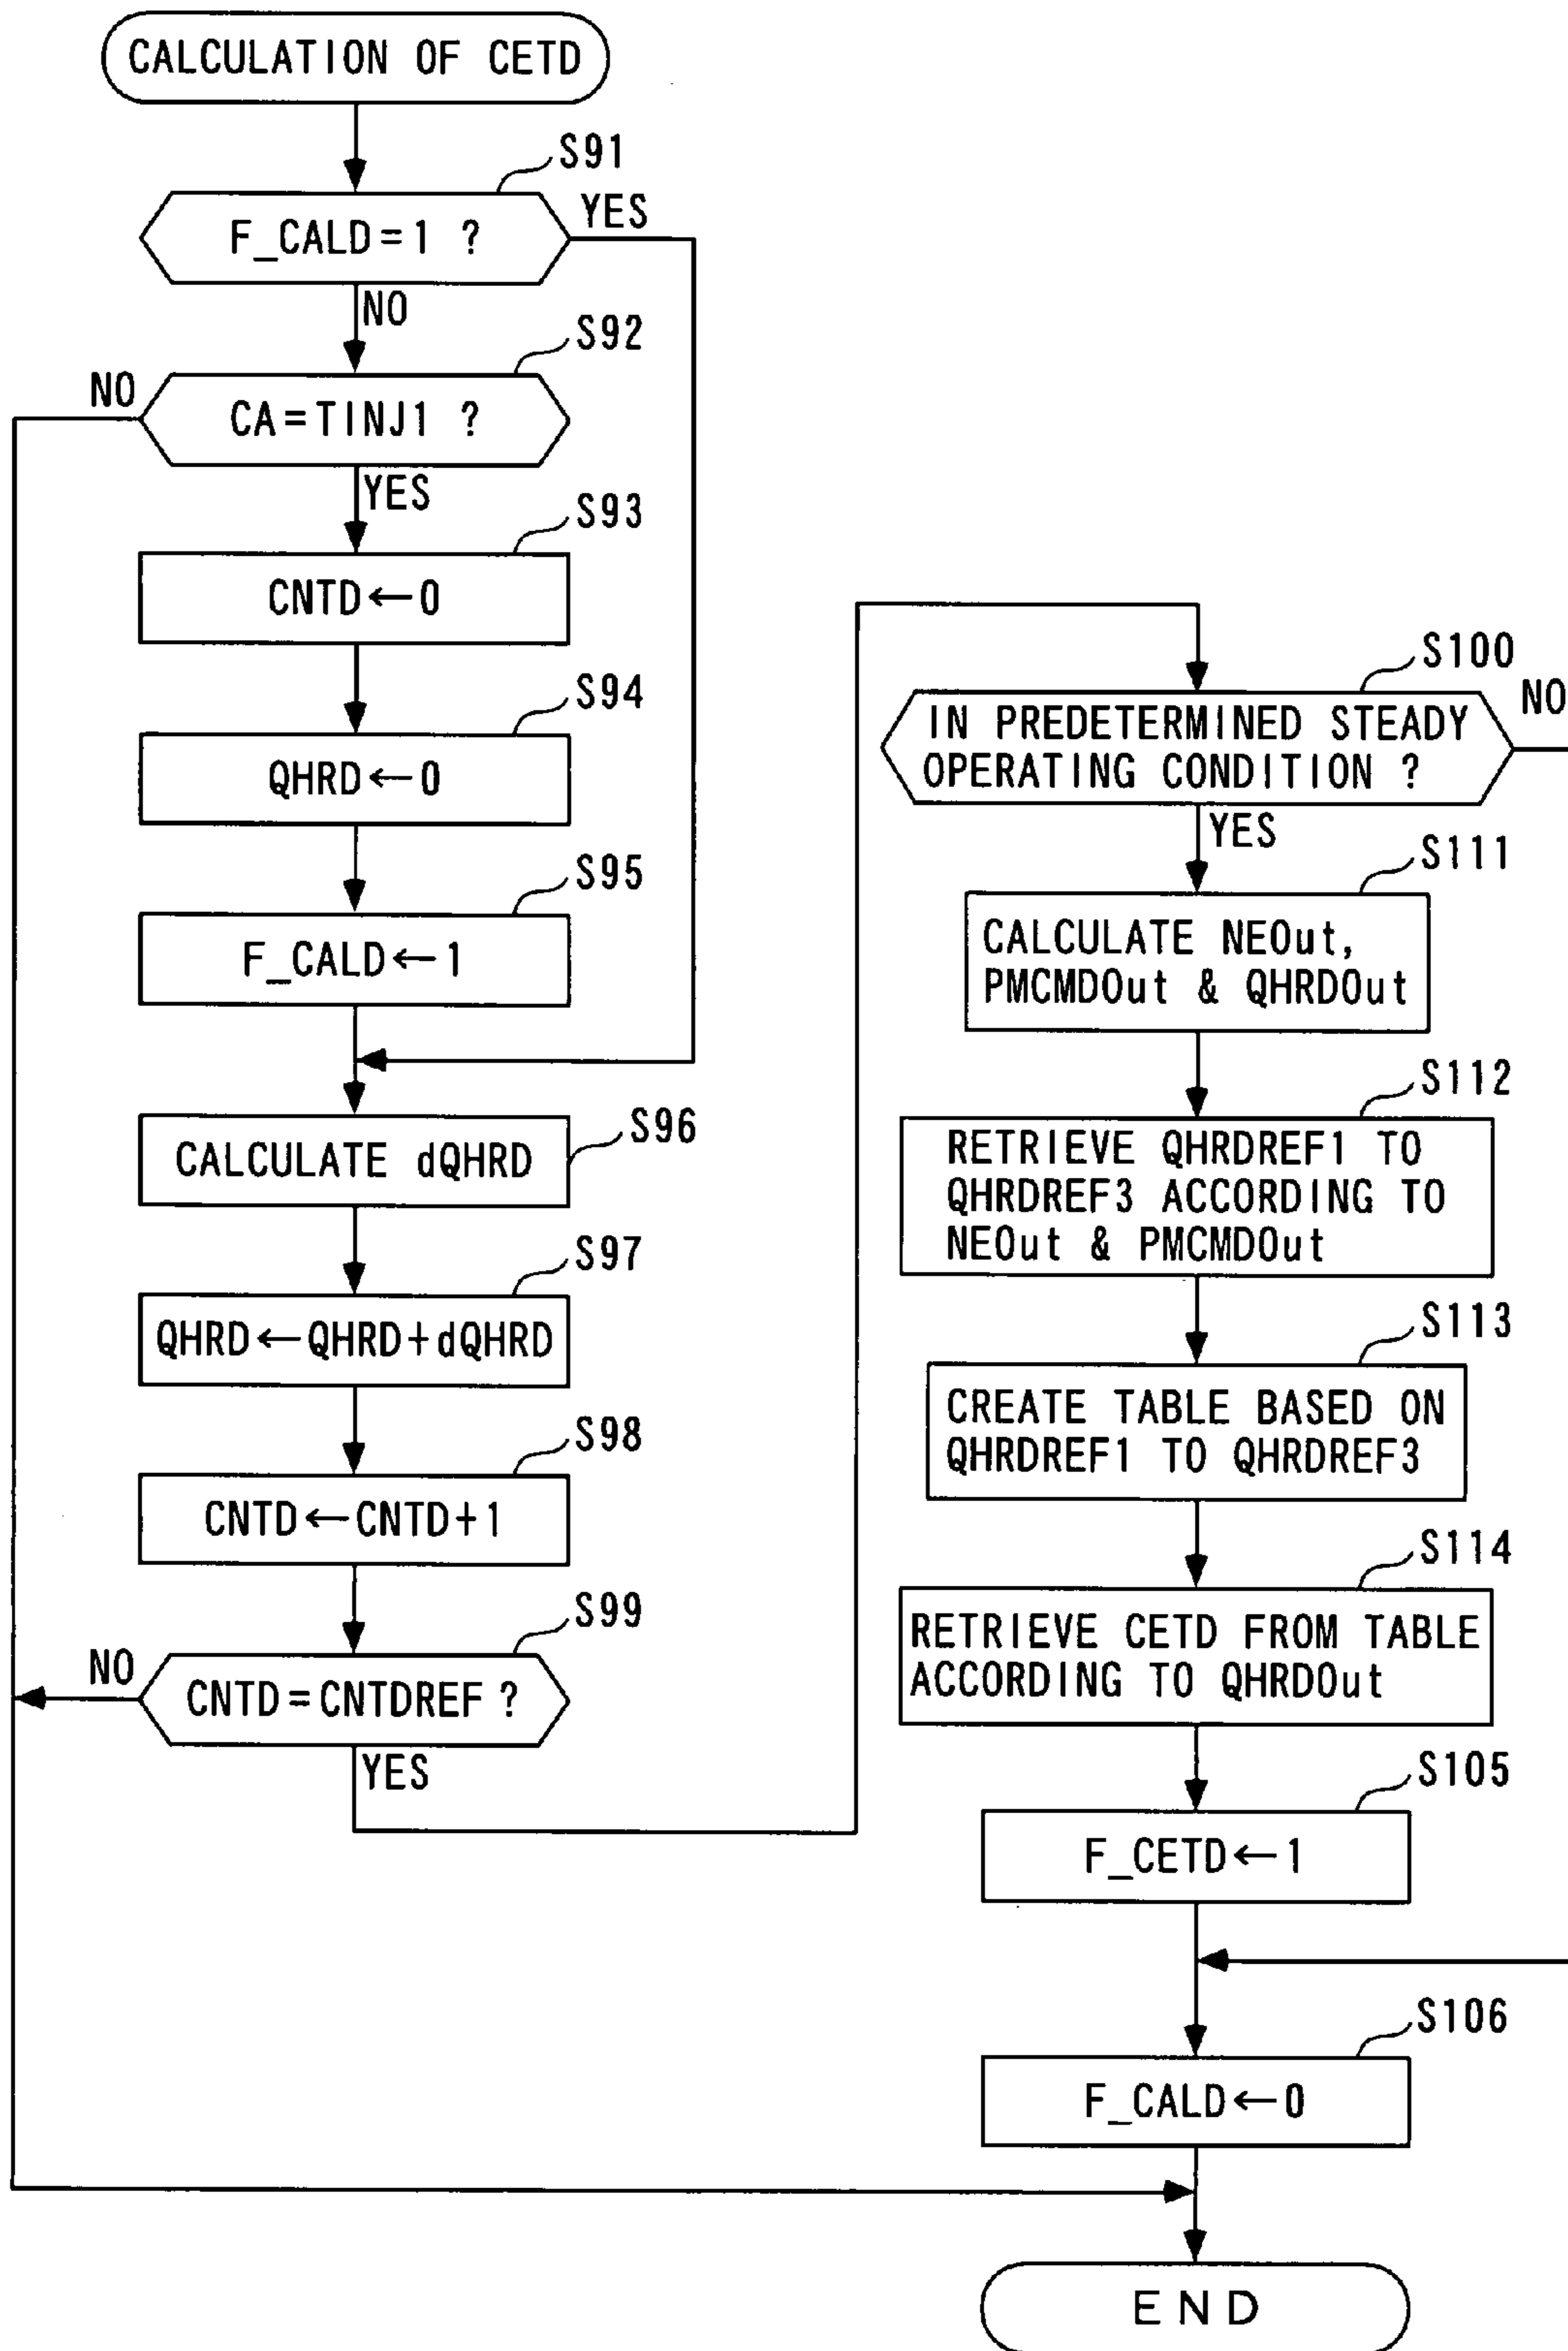 CALCULATION OF CETD
S91
F_CALD=1 ?
YES
NO
S92
NO
CA=TINJ1 ?
YES
S93
CNTD←0
S94
QHRD←0
S95
F_CALD←1
S96
CALCULATE dQHRD
S97
QHRD←QHRD+dQHRD
S98
CNTD←CNTD+1
S99
NO
CNTD=CNTDREF ?
YES
S100
NO
IN PREDETERMINED STEADY
OPERATING CONDITION ?
YES
S111
CALCULATE NEOut,
PMCMDOut & QHRDOut
S112
RETRIEVE QHRDREF1 TO
QHRDREF3 ACCORDING TO
NEOut & PMCMDOut
S113
CREATE TABLE BASED ON
QHRDREF1 TO QHRDREF3
S114
RETRIEVE CETD FROM TABLE
ACCORDING TO QHRDOut
S105
F_CETD←1
S106
F_CALD←0
END